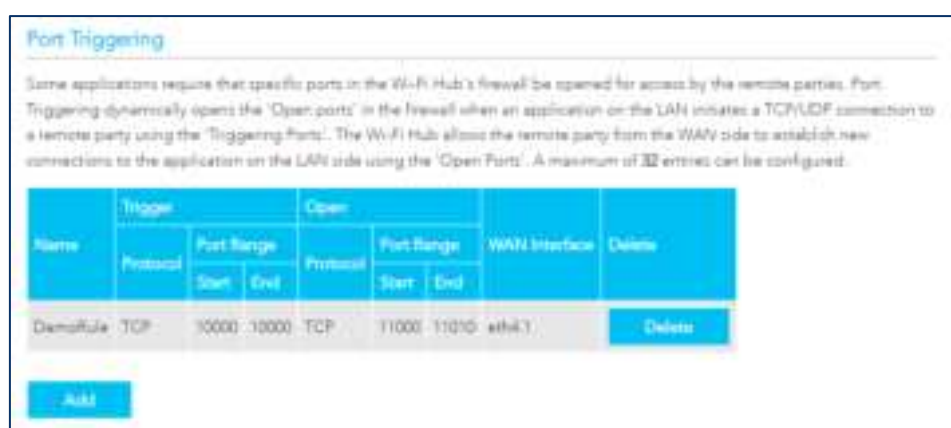 Port Triggering
Some applications require that specific ports in the Wi-Fi Hub's firewall be opened for access by the remote parties. Port
Triggering dynamically opens the 'Open ports' in the firewall when an application on the LAN initiates a TCP/UDP connection to
a remote party using the 'Triggering Ports'. The Wi-Fi Hub allows the remote party from the WAN side to establish new
connections to the application on the LAN side using the 'Open Ports'. A maximum of 32 entries can be configured.
Trigger Open
Name Protocol Port Range Protocol Port Range WAN Interface Delete
Start End Start End
DemoRule TCP 10000 10000 TCP 11000 11010 eth4.1 Delete
Add